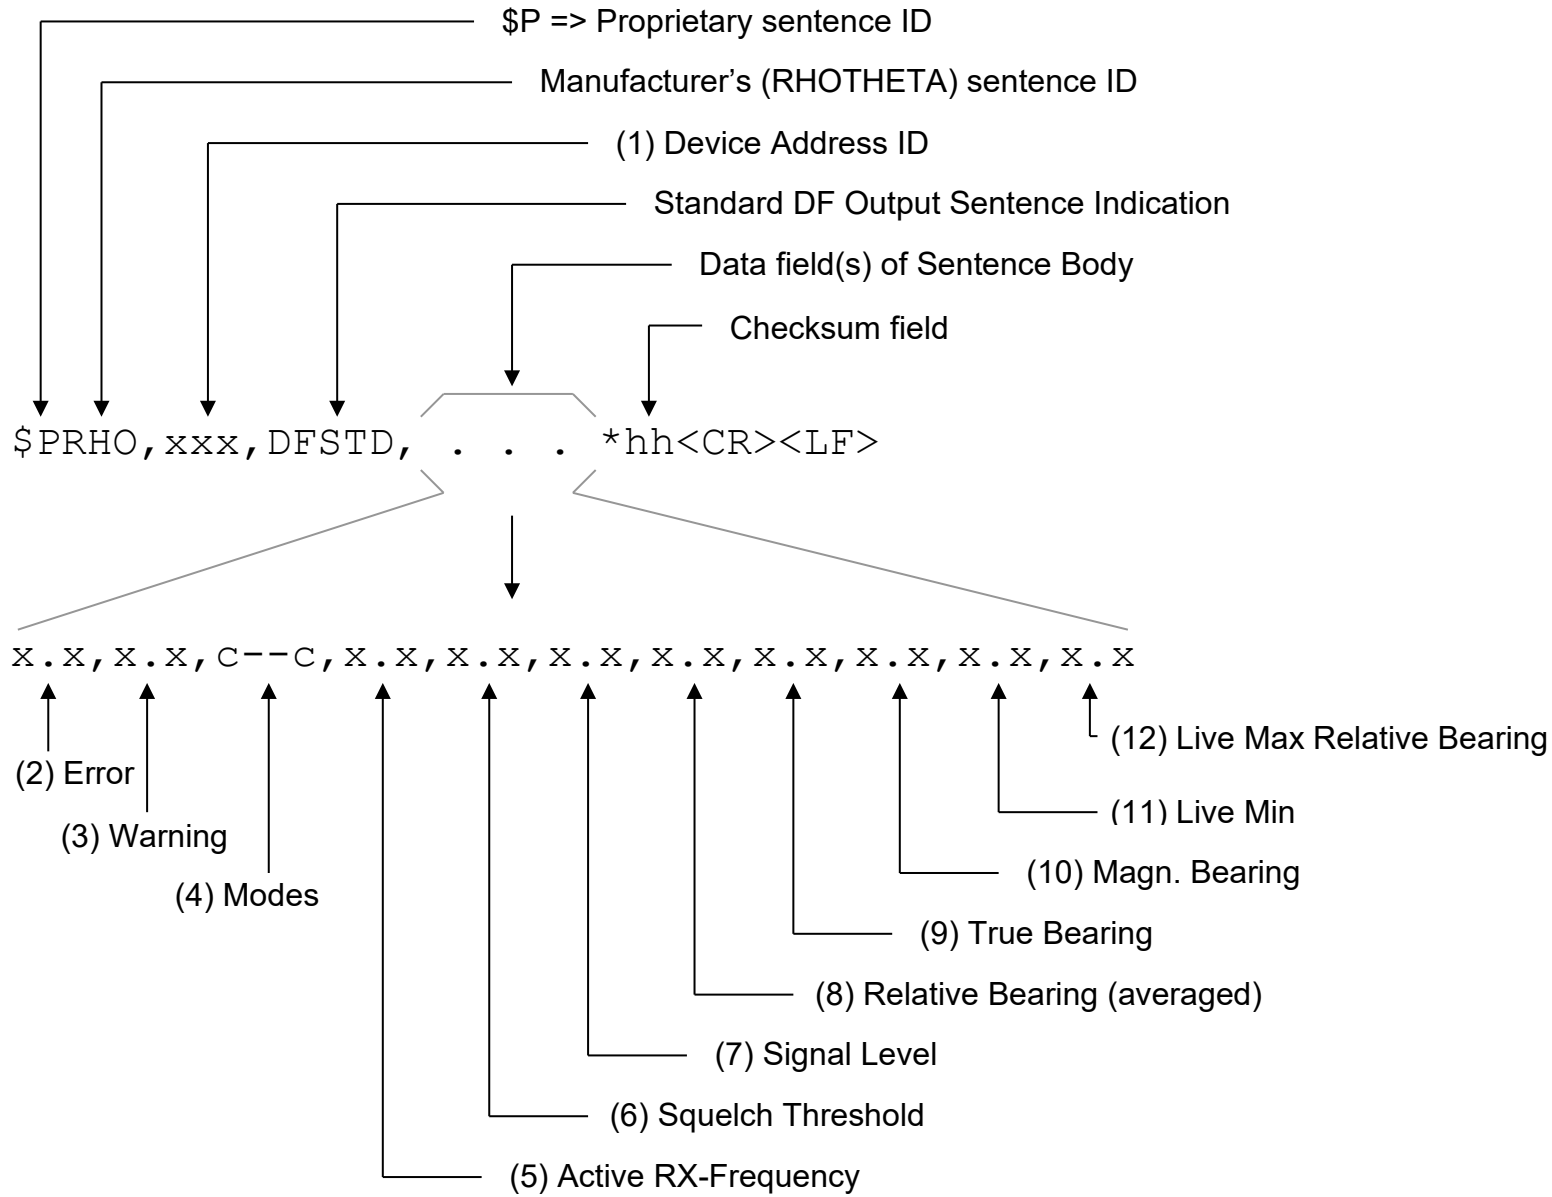 $P => Proprietary sentence ID
Manufacturer’s (RHOTHETA) sentence ID
(1) Device Address ID
Standard DF Output Sentence Indication
Data field(s) of Sentence Body
Checksum field
$PRHO,xxx,DFSTD, . . . *hh<CR><LF>
x.x,x.x,c--c,x.x,x.x,x.x,x.x,x.x,x.x,x.x,x.x
(12) Live Max Relative Bearing
(2) Error
(11) Live Min
(3) Warning
(10) Magn. Bearing
(4) Modes
(9) True Bearing
(8) Relative Bearing (averaged)
(7) Signal Level
(6) Squelch Threshold
(5) Active RX-Frequency